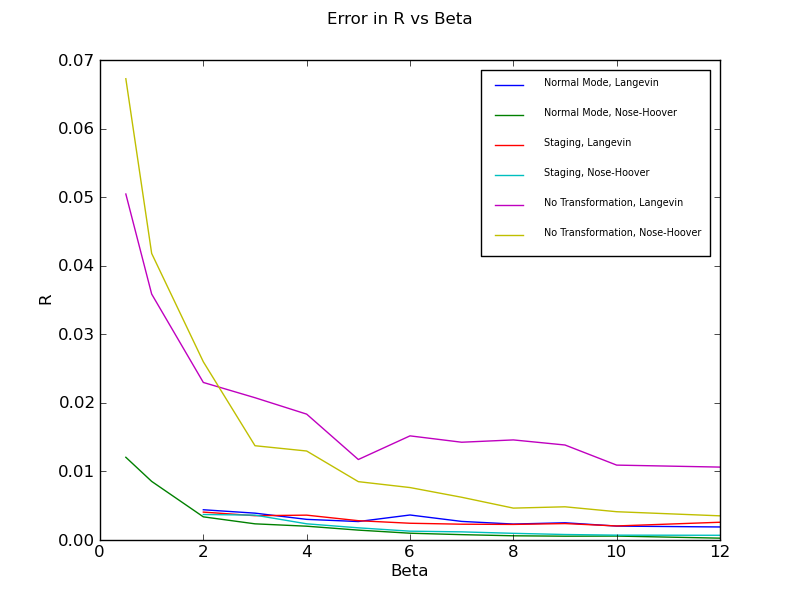 Error in R vs Beta
0.07
0.06
0.05
0.04
0.03
0.02
0.01
0.00
R
Normal Mode, Langevin
Normal Mode, Nose-Hoover
Staging, Langevin
Staging, Nose-Hoover
No Transformation, Langevin
No Transformation, Nose-Hoover
0 2 4 6 8 10 12
Beta